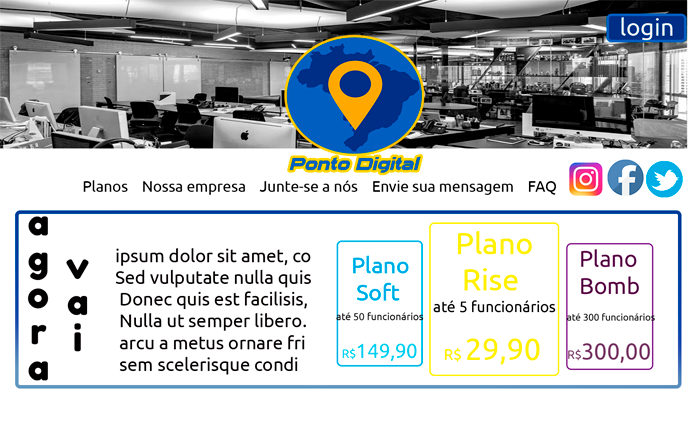 login
Ponto Digital
Planos Nossa empresa Junte-se a nós Envie sua mensagem FAQ
agora
vai
ipsum dolor sit amet, co
Sed vulputate nulla quis
Donec quis est facilisis,
Nulla ut semper libero.
arcu a metus ornare fri
sem scelerisque condi
Plano
Soft
até 50 funcionários
R$149,90
Plano
Rise
até 5 funcionários
R$ 29,90
Plano
Bomb
até 300 funcionários
R$300,00